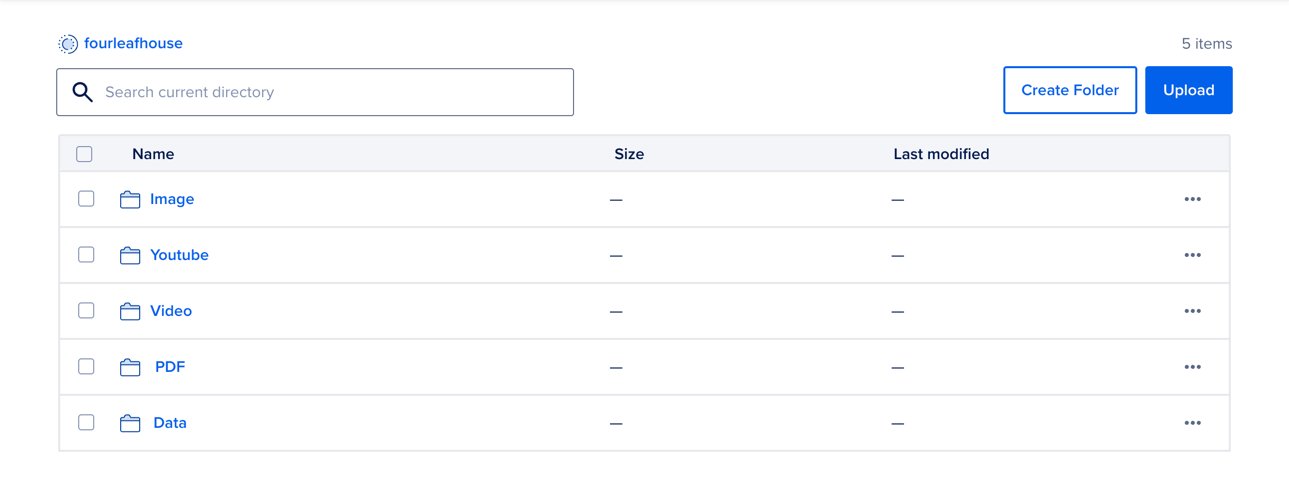 fourleafhouse
5 items
Search current directory
Create Folder Upload
Name Size Last modified
Image — —
Youtube — —
Video — —
PDF — —
Data — —